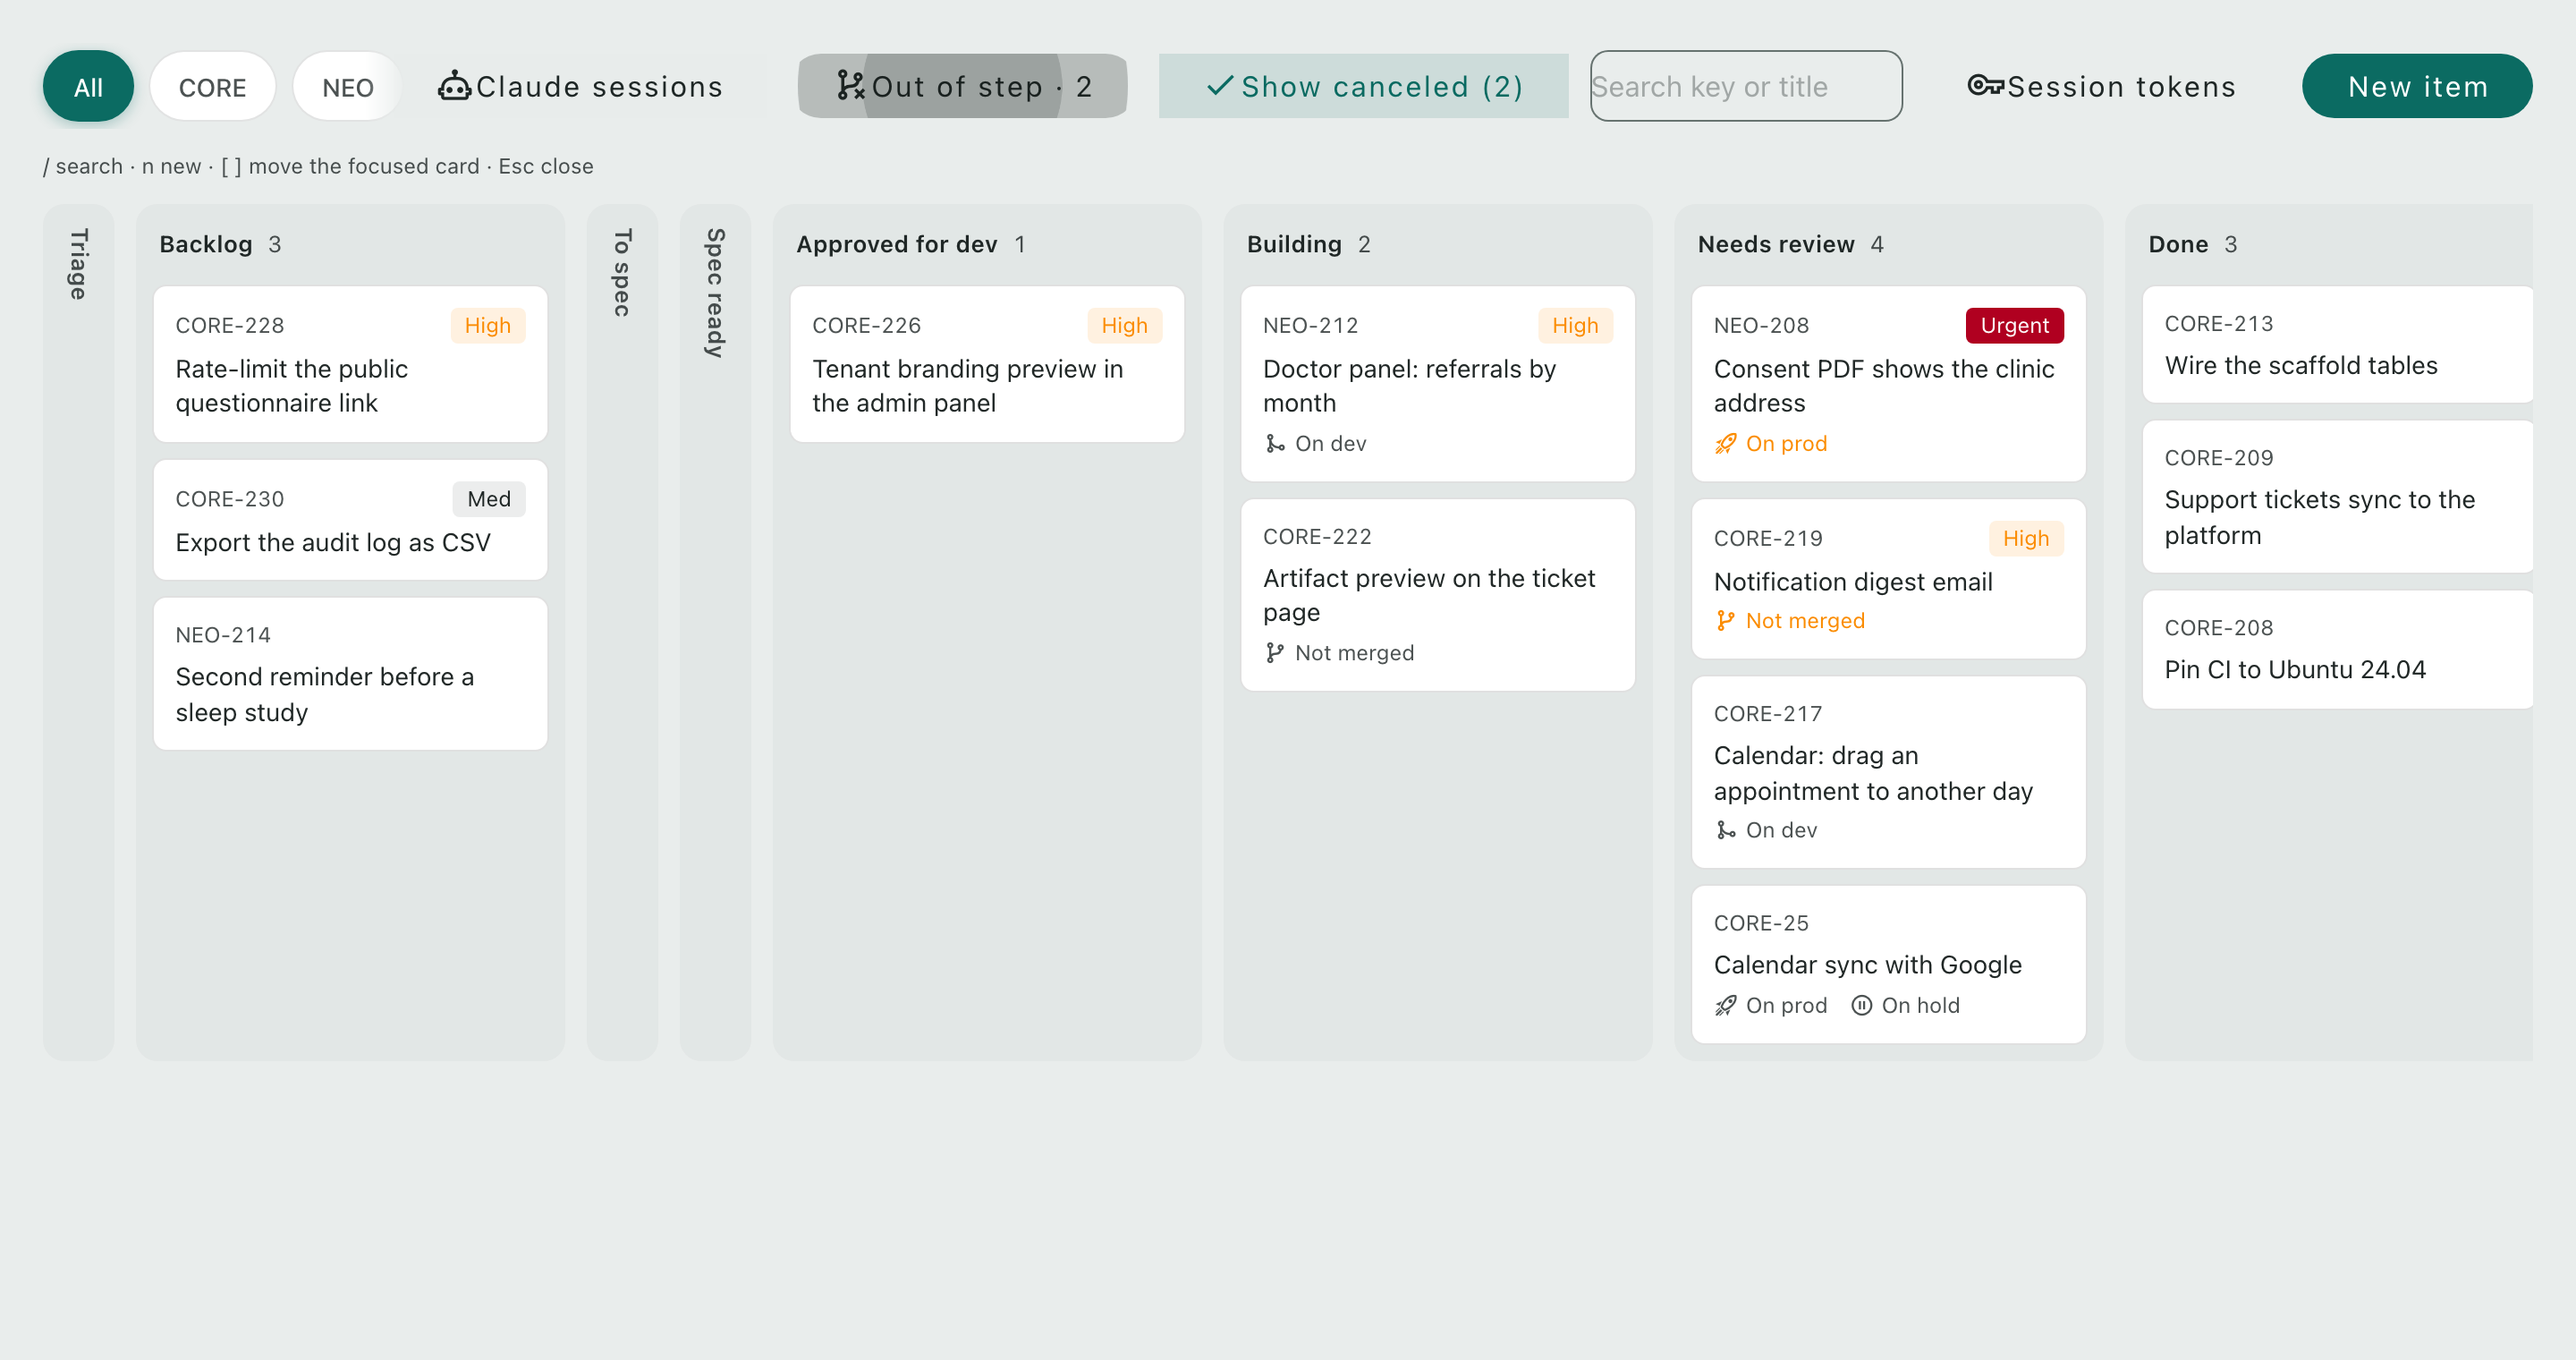 All
CORE
NEO
Claude sessions
Out of step · 2
Show canceled (2)
Search key or title
Session tokens
New item
/ search · n new · [ ] move the focused card · Esc close
Triage
Backlog 3
CORE-228
High
Rate-limit the public
questionnaire link
CORE-230
Med
Export the audit log as CSV
NEO-214
Second reminder before a
sleep study
To spec
Spec ready
Approved for dev 1
CORE-226
High
Tenant branding preview in
the admin panel
Building 2
NEO-212
High
Doctor panel: referrals by
month
On dev
CORE-222
Artifact preview on the ticket
page
Not merged
Needs review 4
NEO-208
Urgent
Consent PDF shows the clinic
address
On prod
CORE-219
High
Notification digest email
Not merged
CORE-217
Calendar: drag an
appointment to another day
On dev
CORE-25
Calendar sync with Google
On prod
On hold
Done 3
CORE-213
Wire the scaffold tables
CORE-209
Support tickets sync to the
platform
CORE-208
Pin CI to Ubuntu 24.04